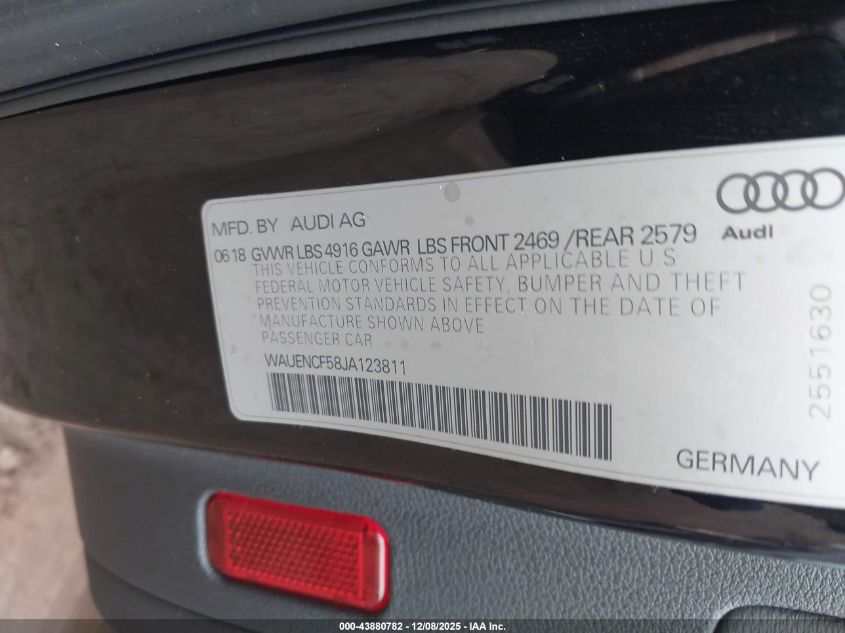 MFD. BY AUDI AG
06 18 GVWR LBS 4916 GAWR LBS FRONT 2469 /REAR 2579
Audi
THIS VEHICLE CONFORMS TO ALL APPLICABLE U.S.
FEDERAL MOTOR VEHICLE SAFETY, BUMPER AND THEFT
PREVENTION STANDARDS IN EFFECT ON THE DATE OF
MANUFACTURE SHOWN ABOVE
PASSENGER CAR
WAUENCF58JA123811
2551630
GERMANY
000-43880782 - 12/08/2025 - IAA Inc.